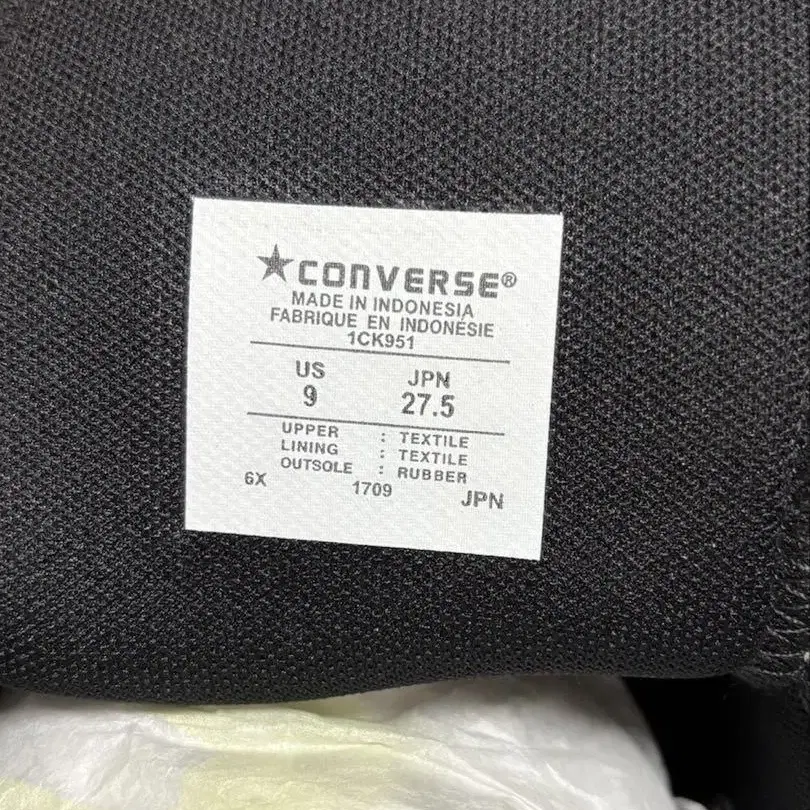 ★CONVERSE®
MADE IN INDONESIA
FABRIQUE EN INDONÉSIE
1CK951
US JPN
9 27.5
UPPER : TEXTILE
LINING : TEXTILE
OUTSOLE : RUBBER
6X 1709 JPN